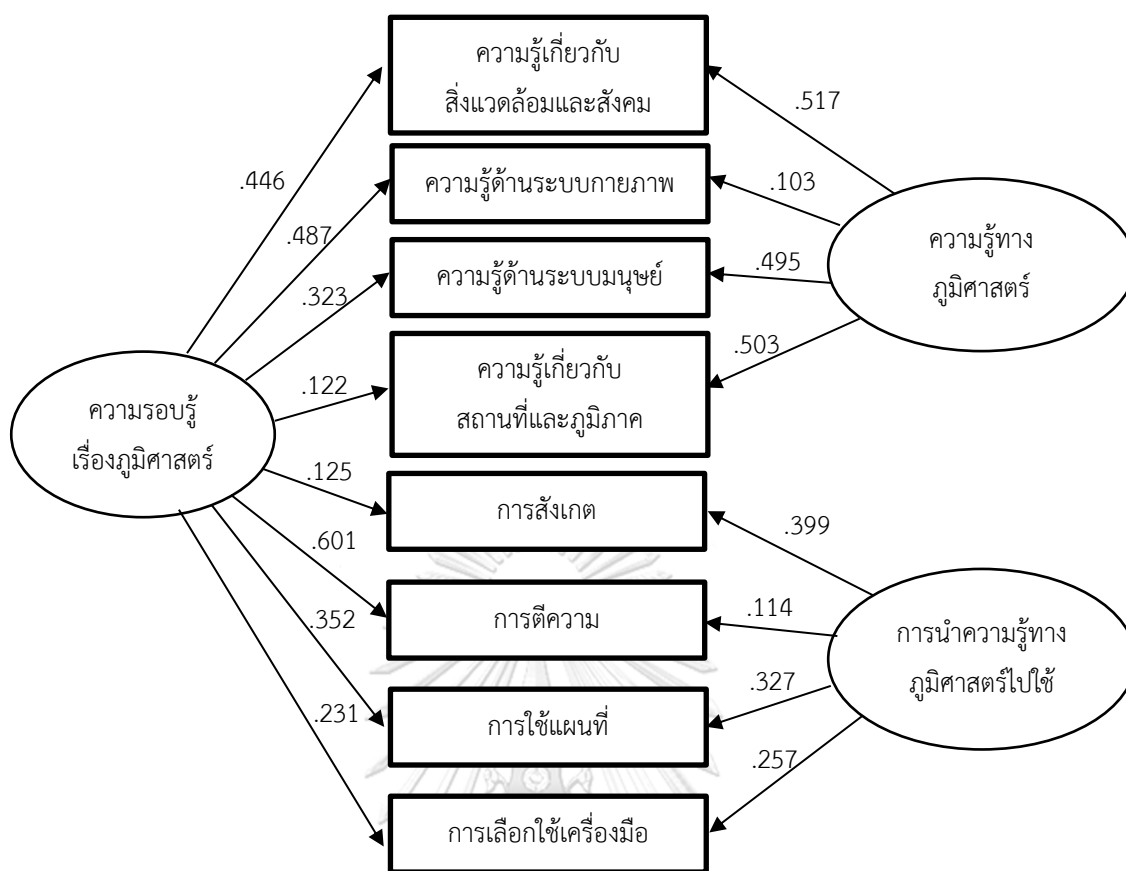 ความรู้เกี่ยวกับ
สิ่งแวดล้อมและสังคม
.517
.446
ความรู้ด้านระบบกายภาพ
.103
.487
ความรู้ทาง
ภูมิศาสตร์
ความรู้ด้านระบบมนุษย์
.495
.323
.503
ความรู้เกี่ยวกับ
สถานที่และภูมิภาค
.122
ความรอบรู้
เรื่องภูมิศาสตร์
.125
การสังเกต
.399
.601
การตีความ
.114
.352
การนำความรู้ทาง
ภูมิศาสตร์ไปใช้
.327
.231
การใช้แผนที่
.257
การเลือกใช้เครื่องมือ